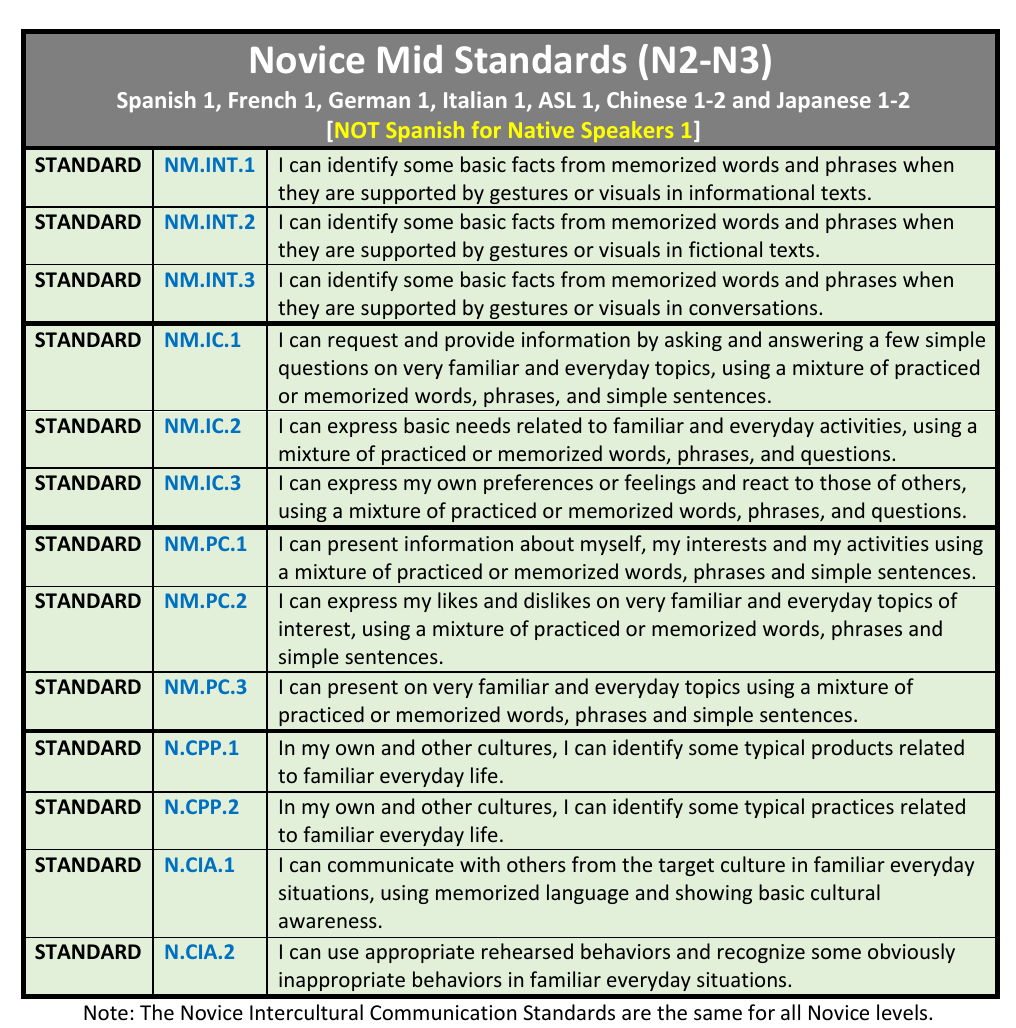 Novice Mid Standards (N2-N3)
Spanish 1, French 1, German 1, Italian 1, ASL 1, Chinese 1-2 and Japanese 1-2
[NOT Spanish for Native Speakers 1]
STANDARD NM.INT.1 I can identify some basic facts from memorized words and phrases when
they are supported by gestures or visuals in informational texts.
STANDARD NM.INT.2 I can identify some basic facts from memorized words and phrases when
they are supported by gestures or visuals in fictional texts.
STANDARD NM.INT.3 I can identify some basic facts from memorized words and phrases when
they are supported by gestures or visuals in conversations.
STANDARD NM.IC.1 I can request and provide information by asking and answering a few simple
questions on very familiar and everyday topics, using a mixture of practiced
or memorized words, phrases, and simple sentences.
STANDARD NM.IC.2 I can express basic needs related to familiar and everyday activities, using a
mixture of practiced or memorized words, phrases, and questions.
STANDARD NM.IC.3 I can express my own preferences or feelings and react to those of others,
using a mixture of practiced or memorized words, phrases, and questions.
STANDARD NM.PC.1 I can present information about myself, my interests and my activities using
a mixture of practiced or memorized words, phrases and simple sentences.
STANDARD NM.PC.2 I can express my likes and dislikes on very familiar and everyday topics of
interest, using a mixture of practiced or memorized words, phrases and
simple sentences.
STANDARD NM.PC.3 I can present on very familiar and everyday topics using a mixture of
practiced or memorized words, phrases and simple sentences.
STANDARD N.CPP.1 In my own and other cultures, I can identify some typical products related
to familiar everyday life.
STANDARD N.CPP.2 In my own and other cultures, I can identify some typical practices related
to familiar everyday life.
STANDARD N.CIA.1 I can communicate with others from the target culture in familiar everyday
situations, using memorized language and showing basic cultural
awareness.
STANDARD N.CIA.2 I can use appropriate rehearsed behaviors and recognize some obviously
inappropriate behaviors in familiar everyday situations.
Note: The Novice Intercultural Communication Standards are the same for all Novice levels.